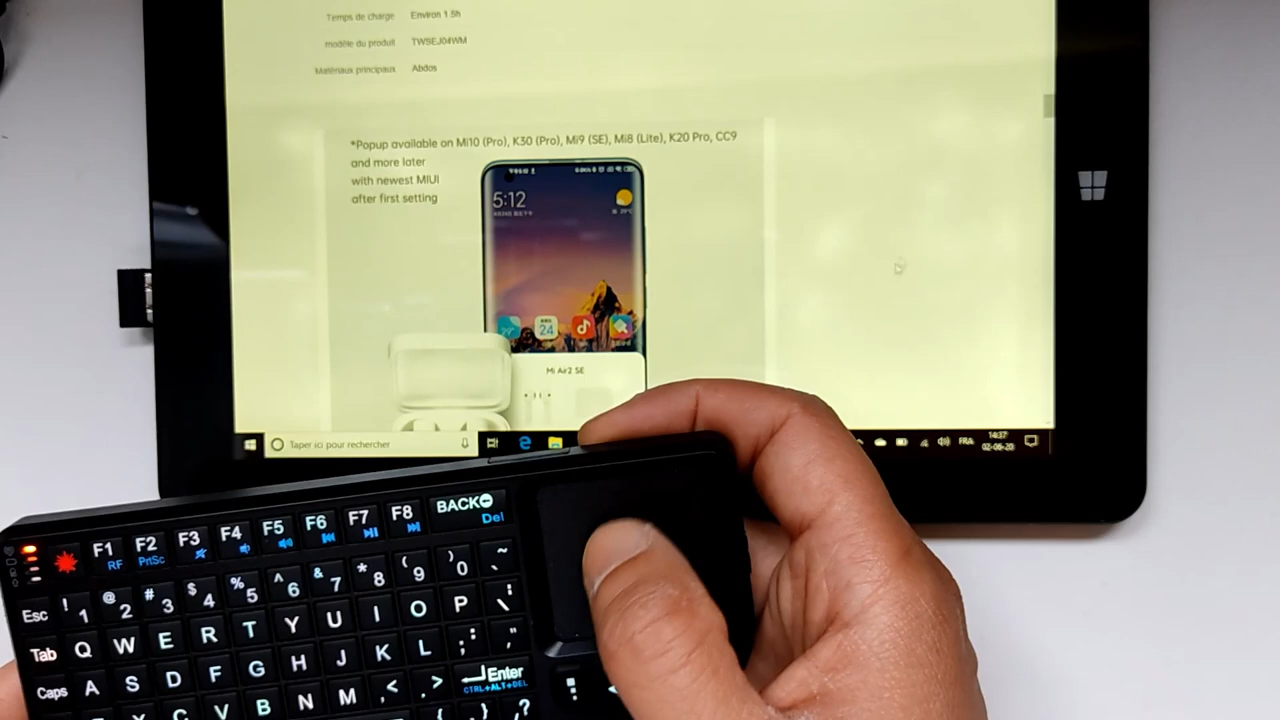 Temps de charge Environ 1.5h
modèle du produit TWSEJ04WM
Matériaux principaux Abdos
*Popup available on Mi10 (Pro), K30 (Pro), Mi9 (SE), Mi8 (Lite), K20 Pro, CC9
and more later
with newest MIUI
after first setting
5:12
24
Mi Air2 SE
Taper ici pour rechercher
FRA
14:37
02-06-20
F1 F2 F3 F4 F5 F6 F7 F8 BACK
RF PrtSc Del
Esc ! 1 @ 2 # 3 $ 4 % 5 ^ 6 & 7 * 8 ( 9 ) 0 ~
Tab Q W E R T Y U I O P \
Caps A S D F G H J K L ; : , "
Z X C V B N M , < . > Enter
CTRL+ALT+DEL
{ } ?